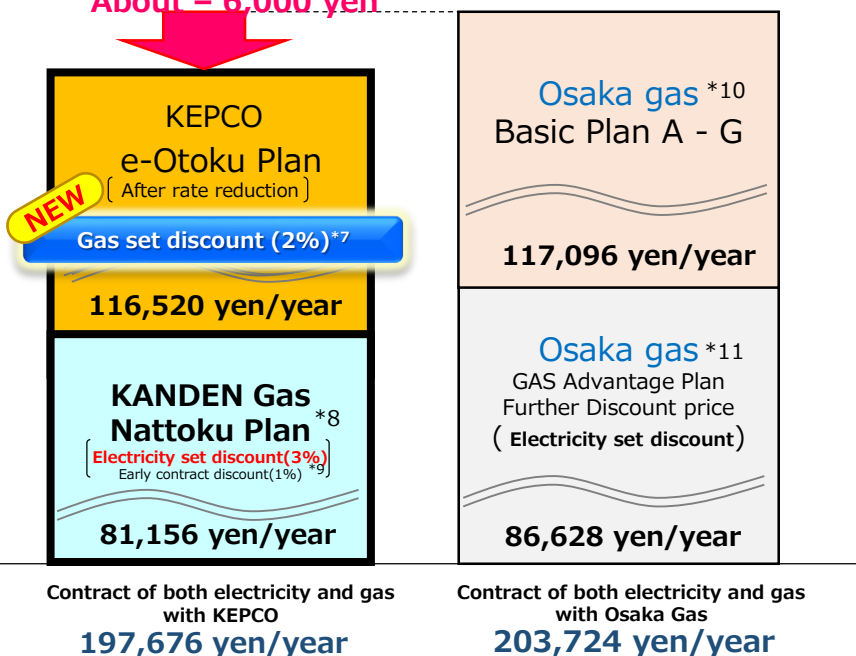 About − 6,000 yen
KEPCO
e-Otoku Plan
After rate reduction
NEW
Gas set discount (2%)*7
116,520 yen/year
KANDEN Gas
Nattoku Plan *8
Electricity set discount(3%)
Early contract discount(1%) *9
81,156 yen/year
Contract of both electricity and gas
with KEPCO
197,676 yen/year
Osaka gas *10
Basic Plan A - G
117,096 yen/year
Osaka gas *11
GAS Advantage Plan
Further Discount price
( Electricity set discount)
86,628 yen/year
Contract of both electricity and gas
with Osaka Gas
203,724 yen/year